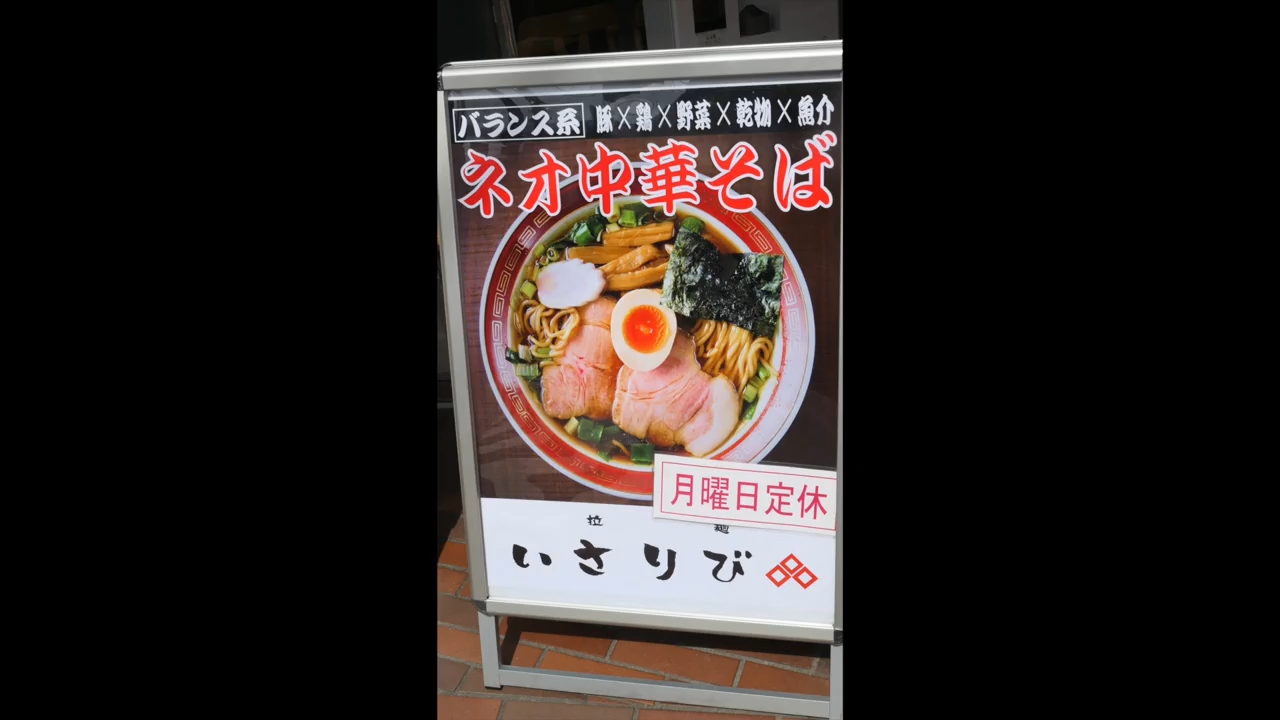 バランス系 豚×鶏×野菜×乾物×魚介
ネオ中華そば
月曜日定休
拉麺
いさりび